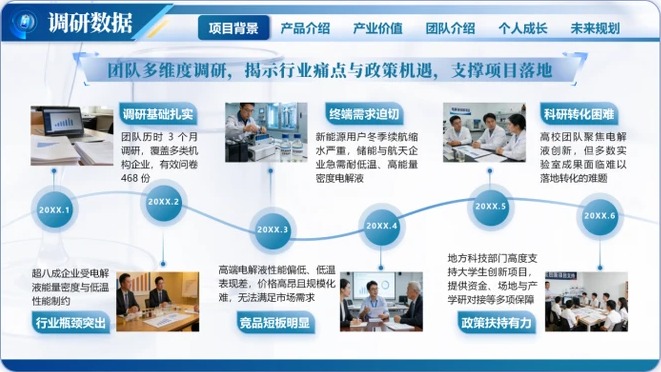 调研数据
项目背景
产品介绍
产业价值
团队介绍
个人成长
未来规划
团队多维度调研，揭示行业痛点与政策机遇，支撑项目落地
调研基础扎实
团队历时 3 个月
调研，覆盖多类机
构企业，有效问卷
468 份
终端需求迫切
新能源用户冬季续航缩
水严重，储能与航天企
业急需耐低温、高能量
密度电解液
科研转化困难
高校团队聚焦电解
液创新，但多数实
验室成果面临难以
落地转化的难题
20XX.1
20XX.2
20XX.3
20XX.4
20XX.5
20XX.6
超八成企业受电解
液能量密度与低温
性能制约
行业瓶颈突出
高端电解液性能偏低、低温
表现差，价格高昂且规模化
难，无法满足市场需求
竞品短板明显
地方科技部门高度支
持大学生创新项目，
提供资金、场地与产
学研对接等多项保障
政策扶持有力